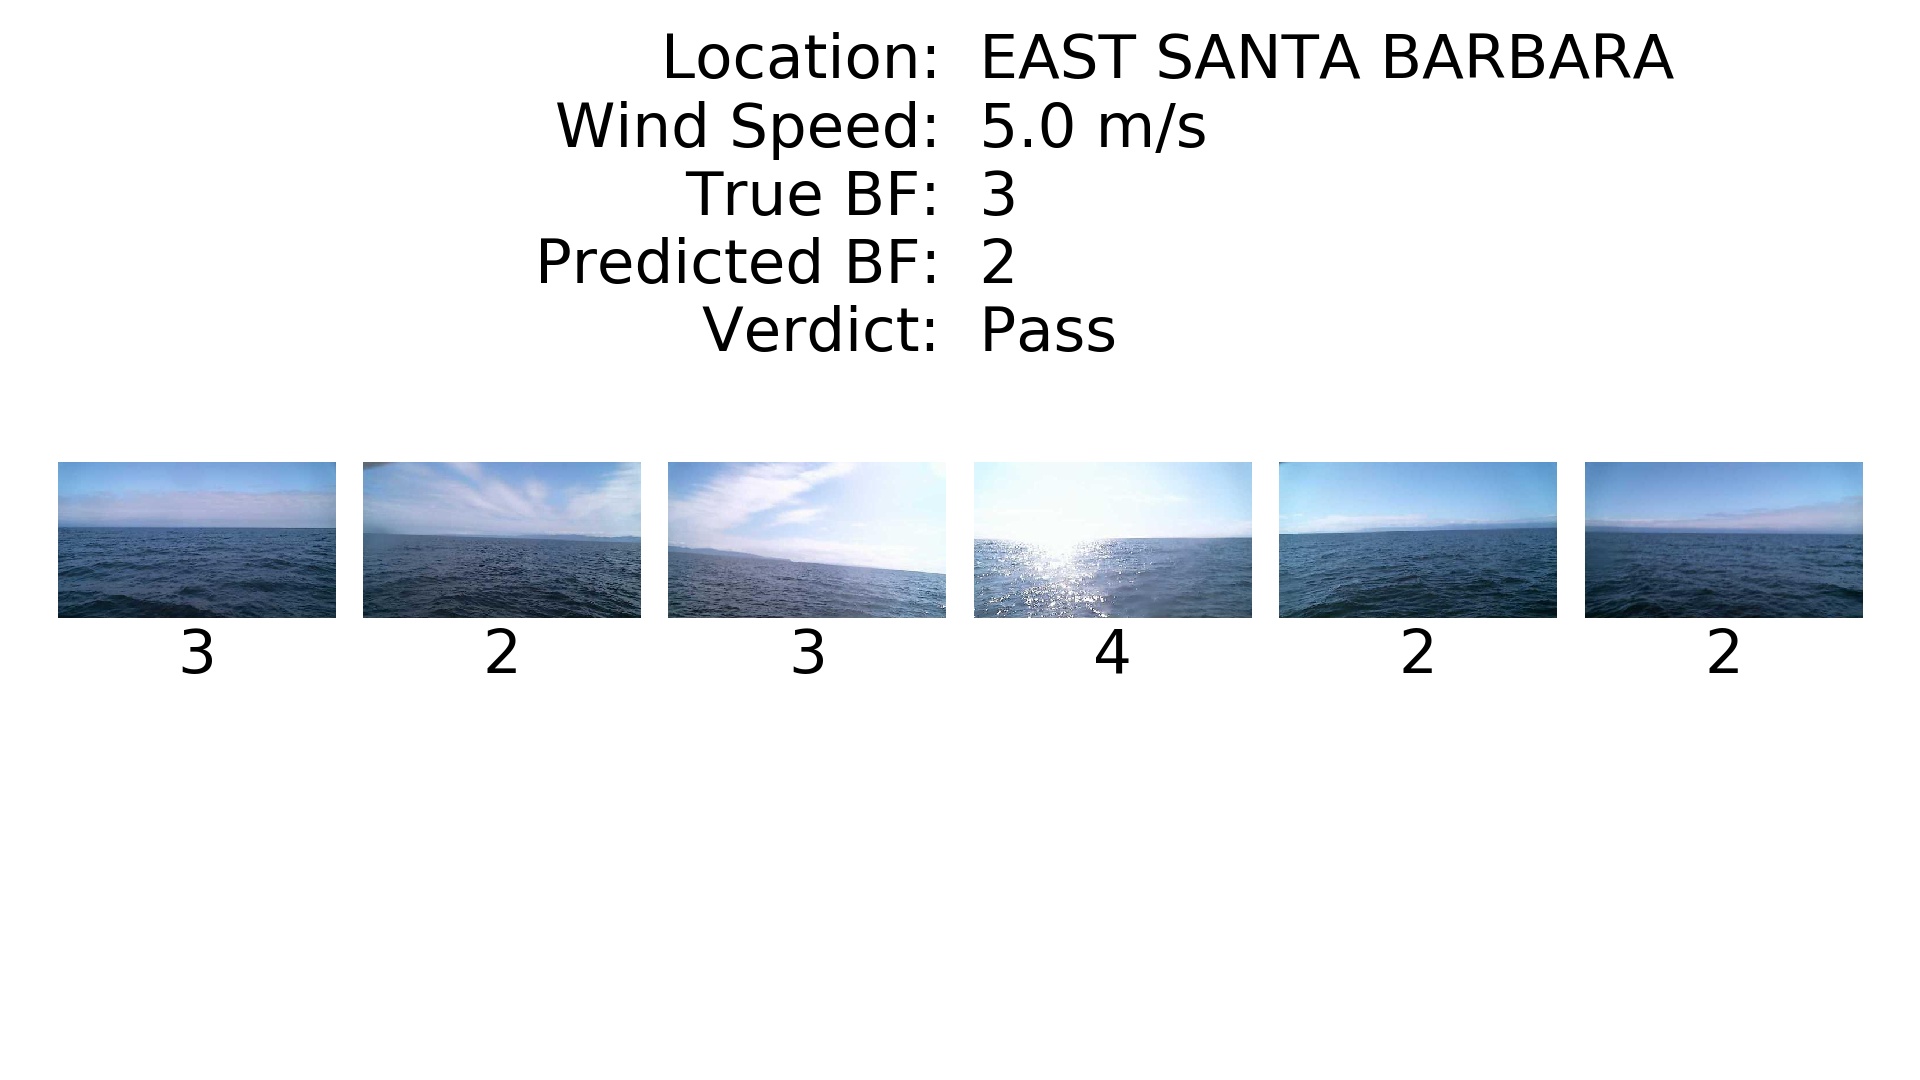 Location: EAST SANTA BARBARA
Wind Speed: 5.0 m/s
True BF: 3
Predicted BF: 2
Verdict: Pass
3 2 3 4 2 2